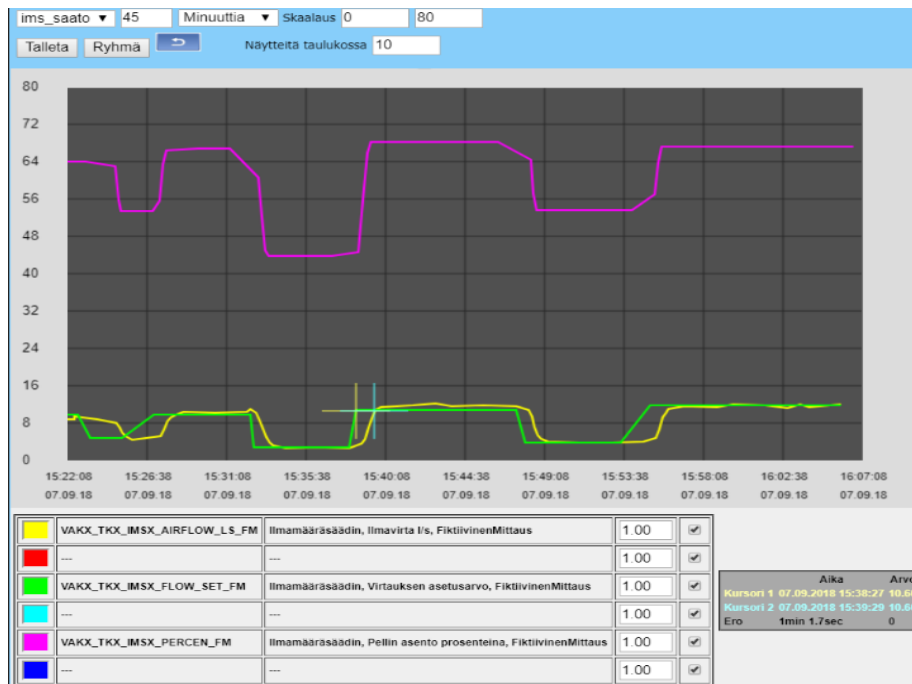 ims_saato 45 Minuuttia Skaalaus 0 80
Talleta Ryhmä Näytteitä taulukossa 10
80
72
64
56
48
40
32
24
16
8
0
15:22:08 15:26:38 15:31:08 15:35:38 15:40:08 15:44:38 15:49:08 15:53:38 15:58:08 16:02:38 16:07:08
07.09.18 07.09.18 07.09.18 07.09.18 07.09.18 07.09.18 07.09.18 07.09.18 07.09.18 07.09.18 07.09.18
VAKX_TKX_IMSX_AIRFLOW_LS_FM Ilmamääräsäädin, Ilmavirta l/s, FiktiivinenMittaus 1.00
--- --- 1.00
VAKX_TKX_IMSX_FLOW_SET_FM Ilmamääräsäädin, Virtauksen asetusarvo, FiktiivinenMittaus 1.00
--- --- 1.00
VAKX_TKX_IMSX_PERCEN_FM Ilmamääräsäädin, Pellin asento prosenteina, FiktiivinenMittaus 1.00
--- --- 1.00
Aika Arvo
Kursori 1 07.09.2018 15:38:27 10.6
Kursori 2 07.09.2018 15:39:29 10.6
Ero 1min 1.7sec 0